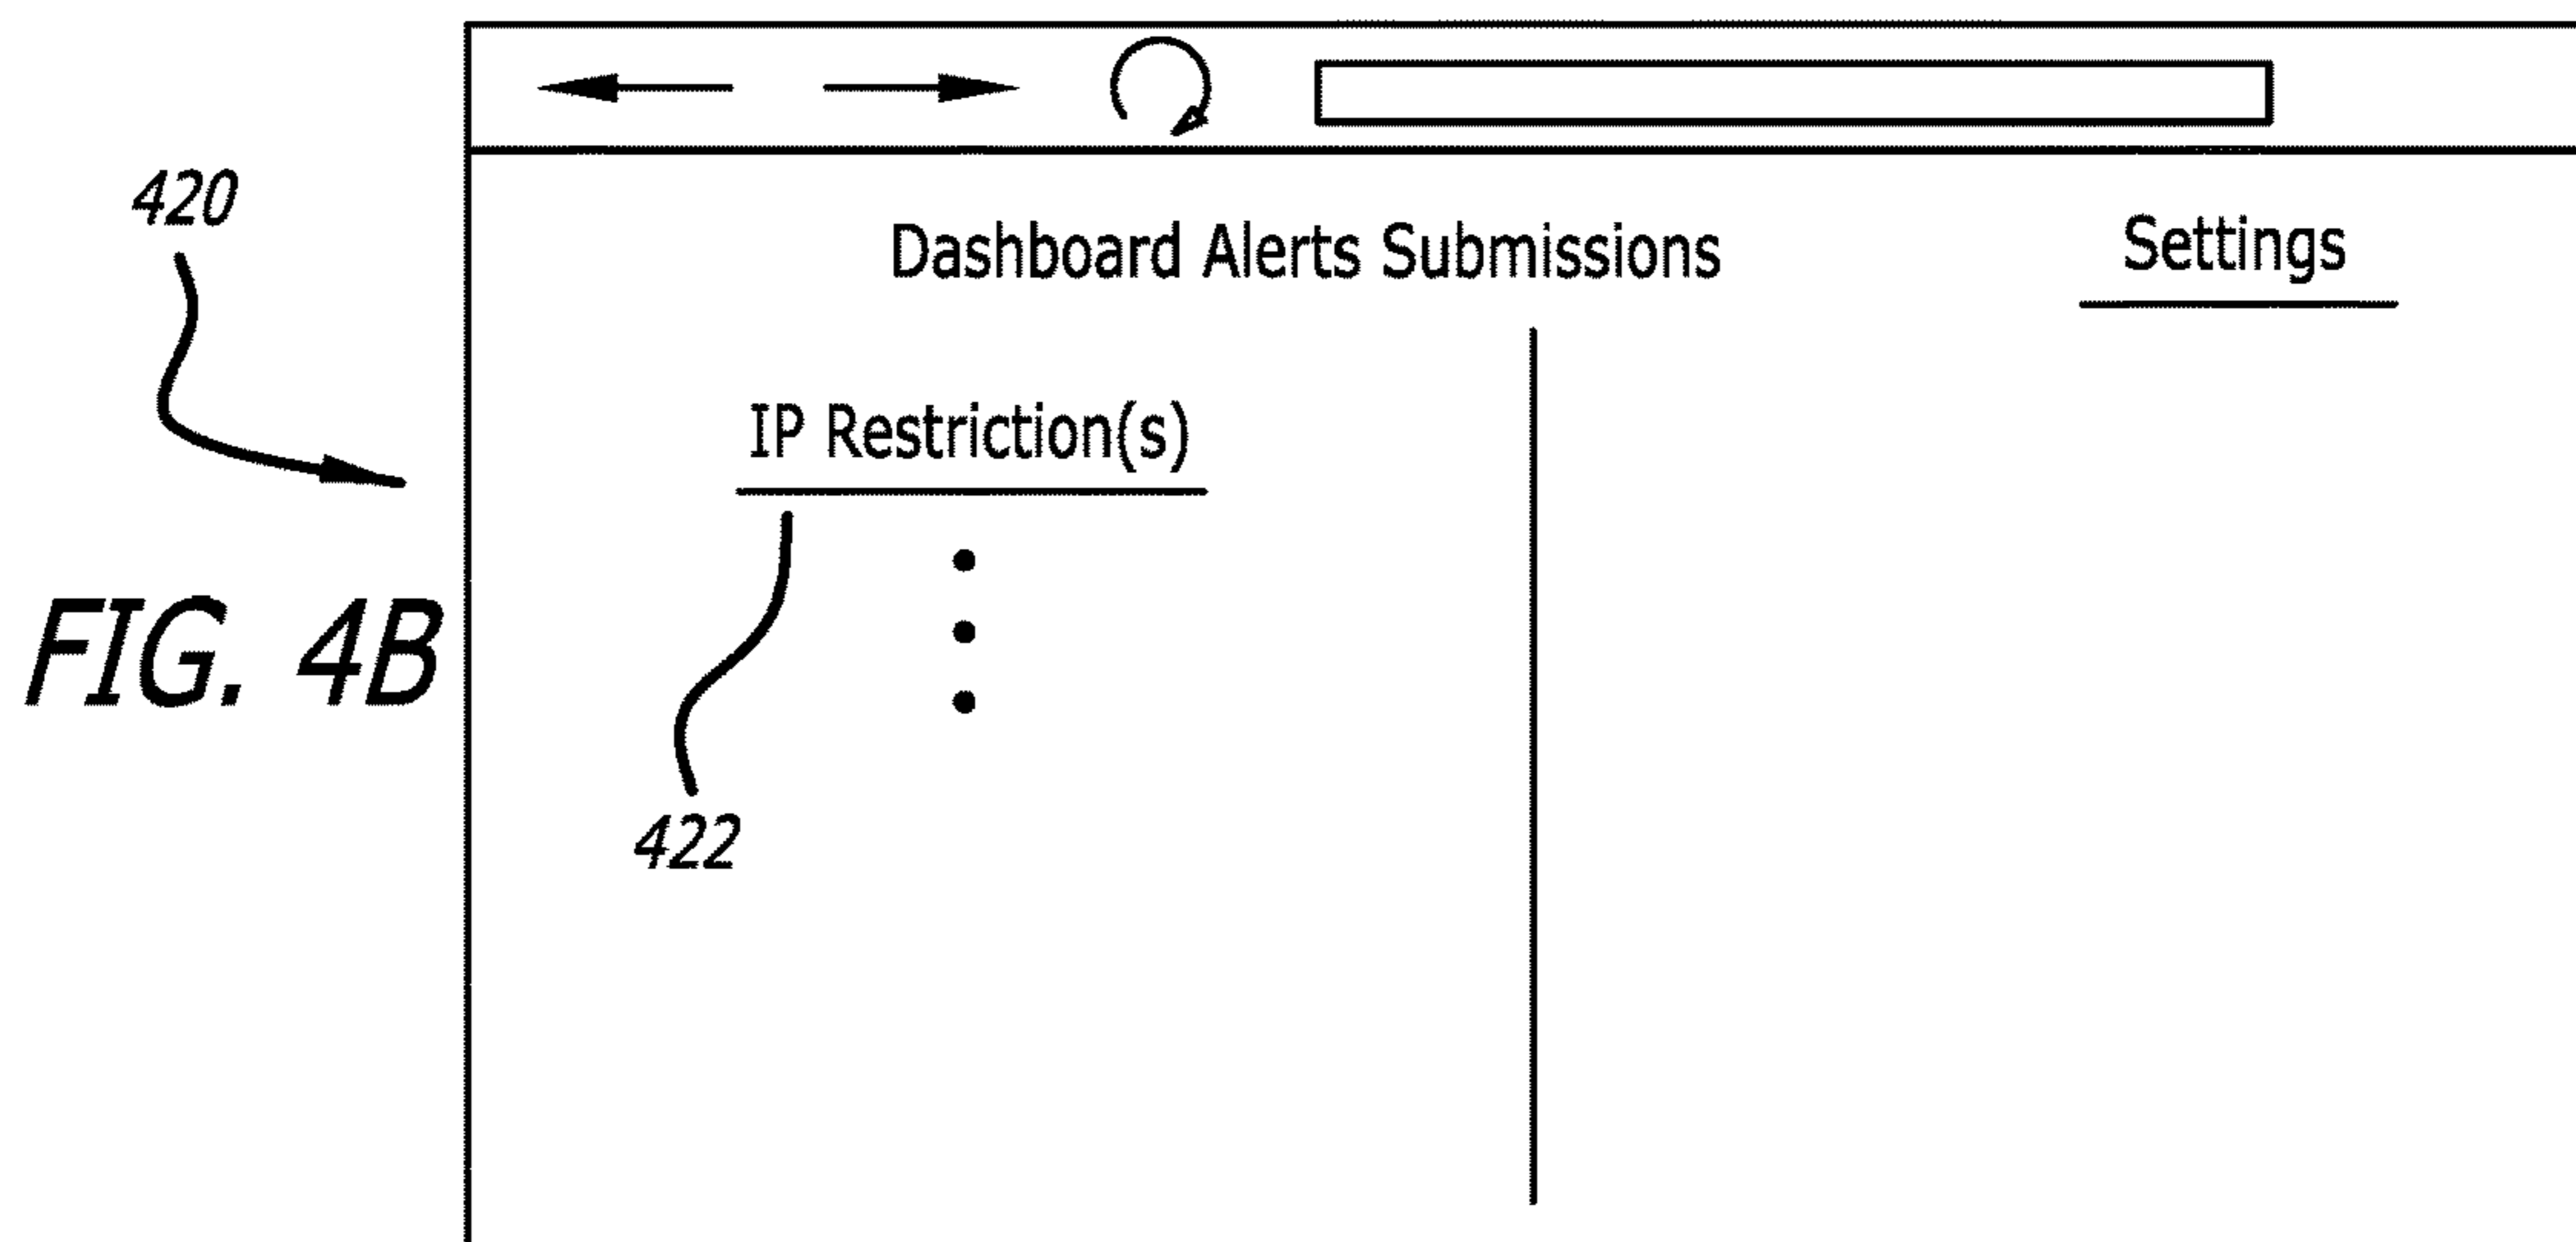 420
Dashboard Alerts Submissions Settings
IP Restriction(s)
FIG. 4B
422